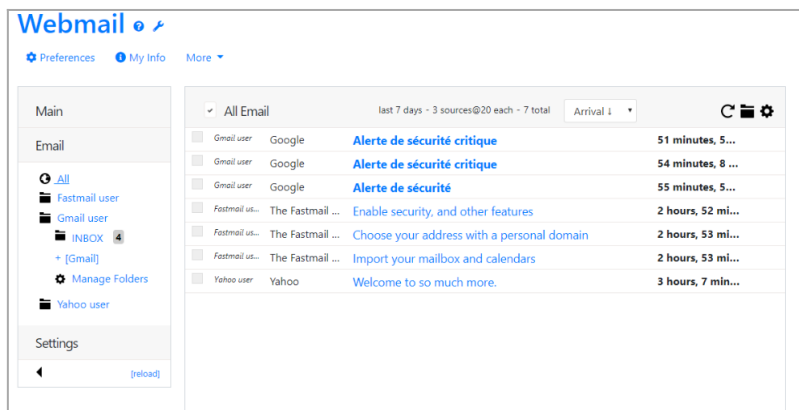 Webmail
Preferences My Info More
Main
Email
All
Fastmail user
Gmail user
INBOX 4
+ [Gmail]
Manage Folders
Yahoo user
Settings
[reload]
All Email last 7 days - 3 sources@20 each - 7 total Arrival ↓
Gmail user Google Alerte de sécurité critique 51 minutes, 5...
Gmail user Google Alerte de sécurité critique 54 minutes, 8 ...
Gmail user Google Alerte de sécurité 55 minutes, 5...
Fastmail us... The Fastmail ... Enable security, and other features 2 hours, 52 mi...
Fastmail us... The Fastmail ... Choose your address with a personal domain 2 hours, 53 mi...
Fastmail us... The Fastmail ... Import your mailbox and calendars 2 hours, 53 mi...
Yahoo user Yahoo Welcome to so much more. 3 hours, 7 min...